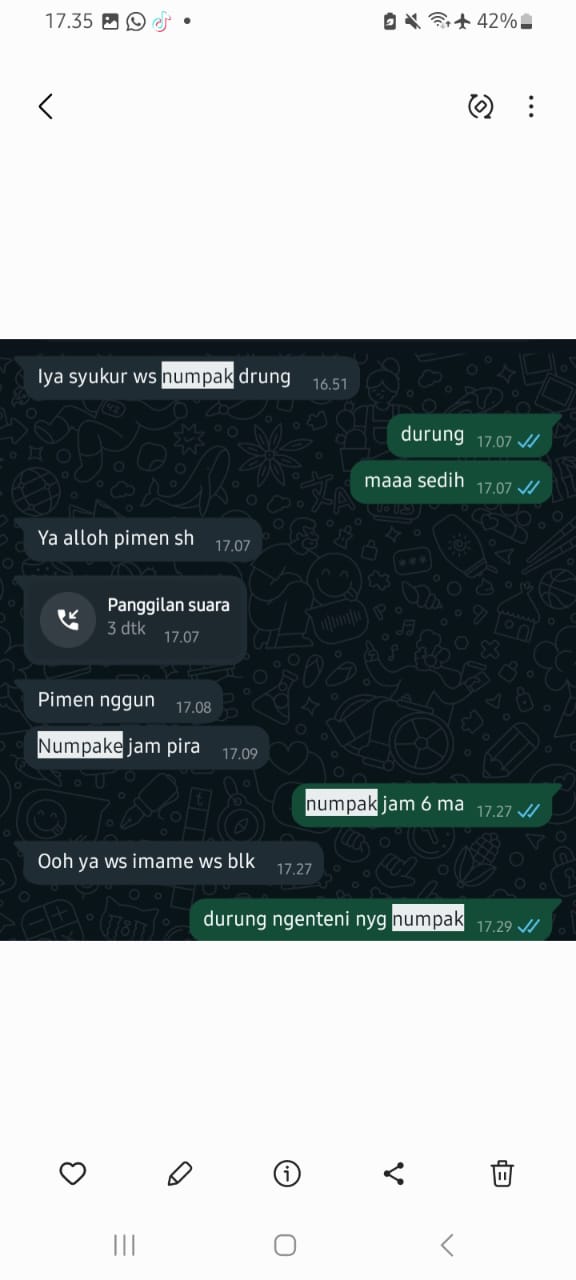 17.35
42%
Iya syukur ws numpak drung 16.51
durung 17.07
maaa sedih 17.07
Ya alloh pimen sh 17.07
Panggilan suara
3 dtk 17.07
Pimen nggun 17.08
Numpake jam pira 17.09
numpak jam 6 ma 17.27
Ooh ya ws imame ws blk 17.27
durung ngenteni nyg numpak 17.29